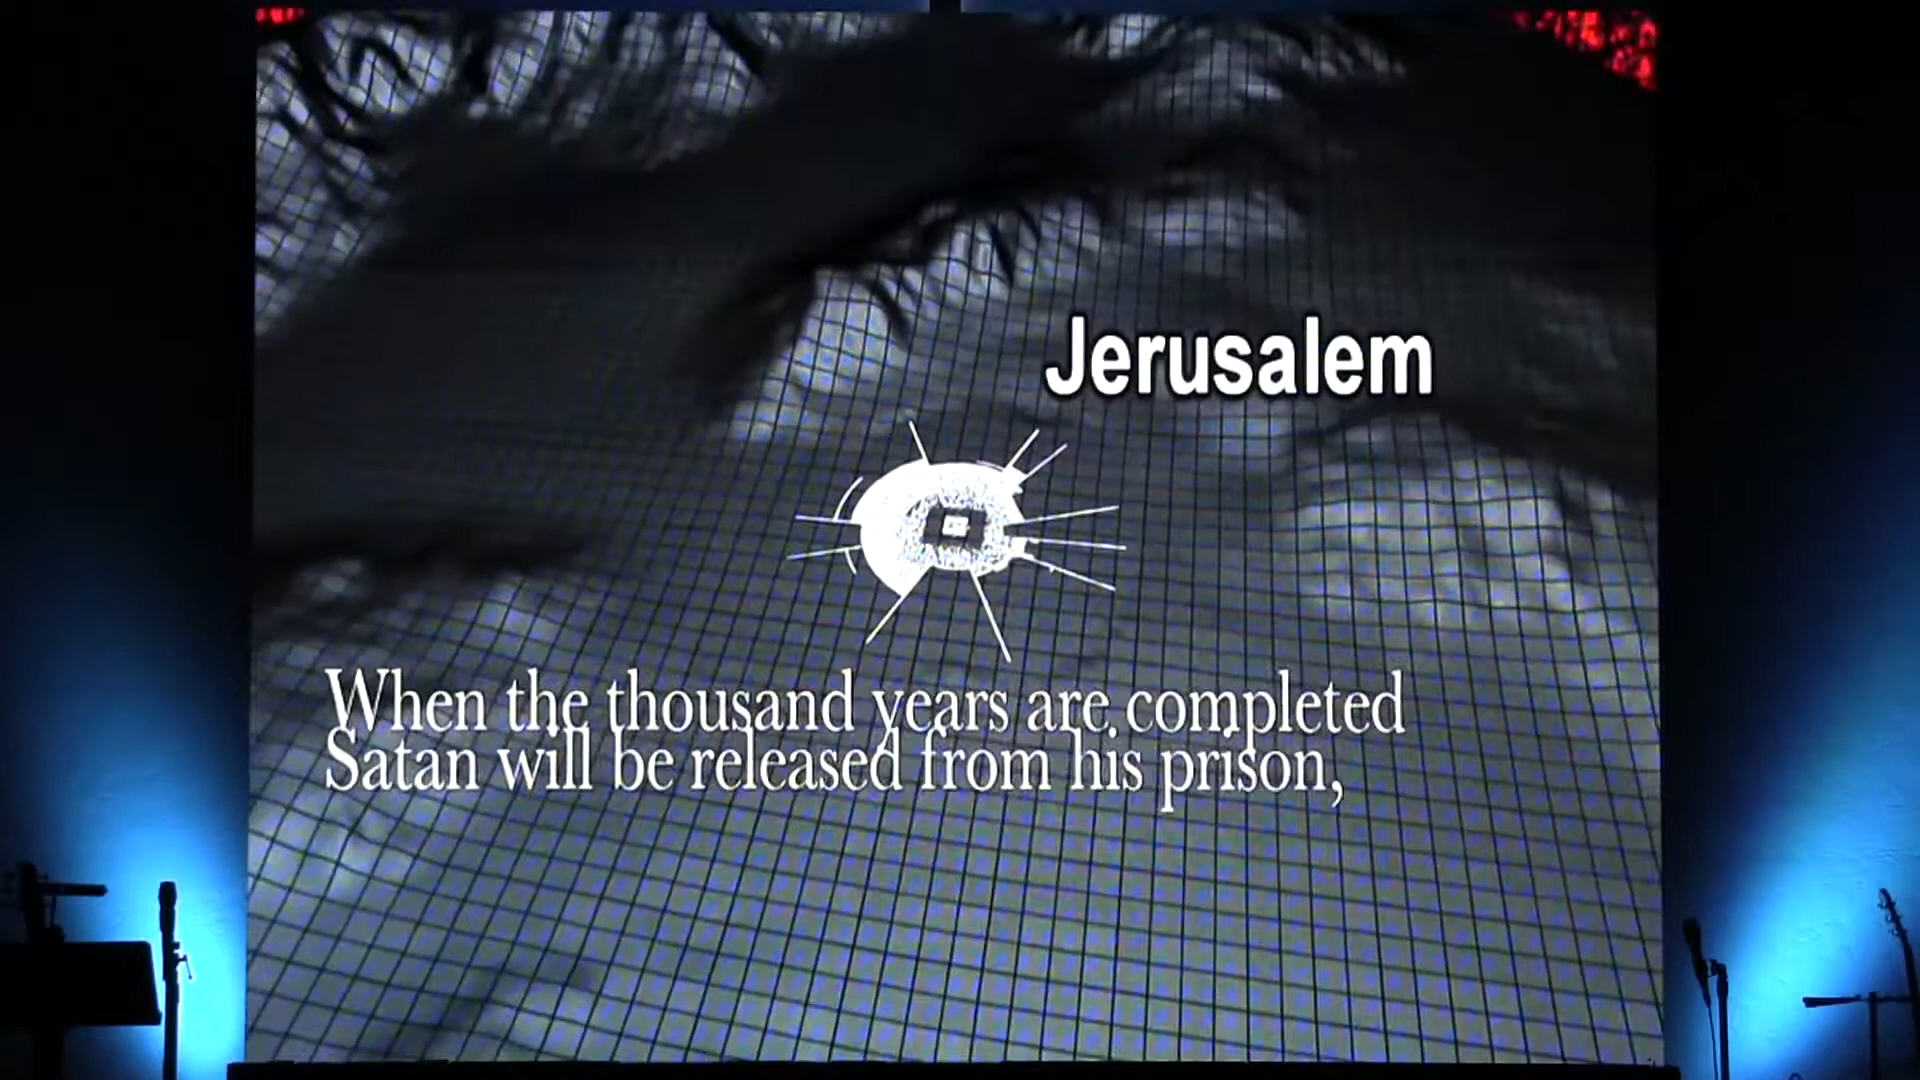 Jerusalem
When the thousand years are completed
Satan will be released from his prison,